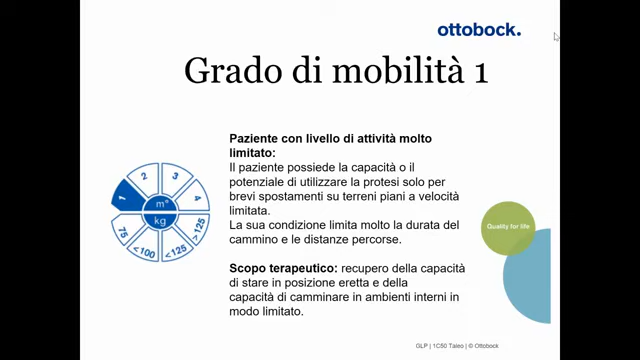 ottobock.
Grado di mobilità 1
Paziente con livello di attività molto
limitato:
Il paziente possiede la capacità o il
potenziale di utilizzare la protesi solo per
brevi spostamenti su terreni piani a velocità
limitata.
La sua condizione limita molto la durata del
cammino e le distanze percorse.
Scopo terapeutico: recupero della capacità
di stare in posizione eretta e della
capacità di camminare in ambienti interni in
modo limitato.
1
2
3
4
m°
kg
75
<100
<125
>125
Quality for life
GLP | 1C50 Taleo | © Ottobock